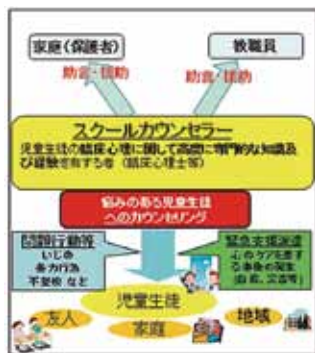 家庭(保護者)
教職員
助言・援助
助言・援助
スクールカウンセラー
児童生徒の臨床心理に関して高度に専門的な知識及
び経験を有する者(臨床心理士等)
悩みのある児童生徒
へのカウンセリング
問題行動等
いじめ
暴力行為
不登校 など
緊急支援派遣
心のケアを要す
る事案の発生
(自殺、災害等)
児童生徒
友人
家庭
地域